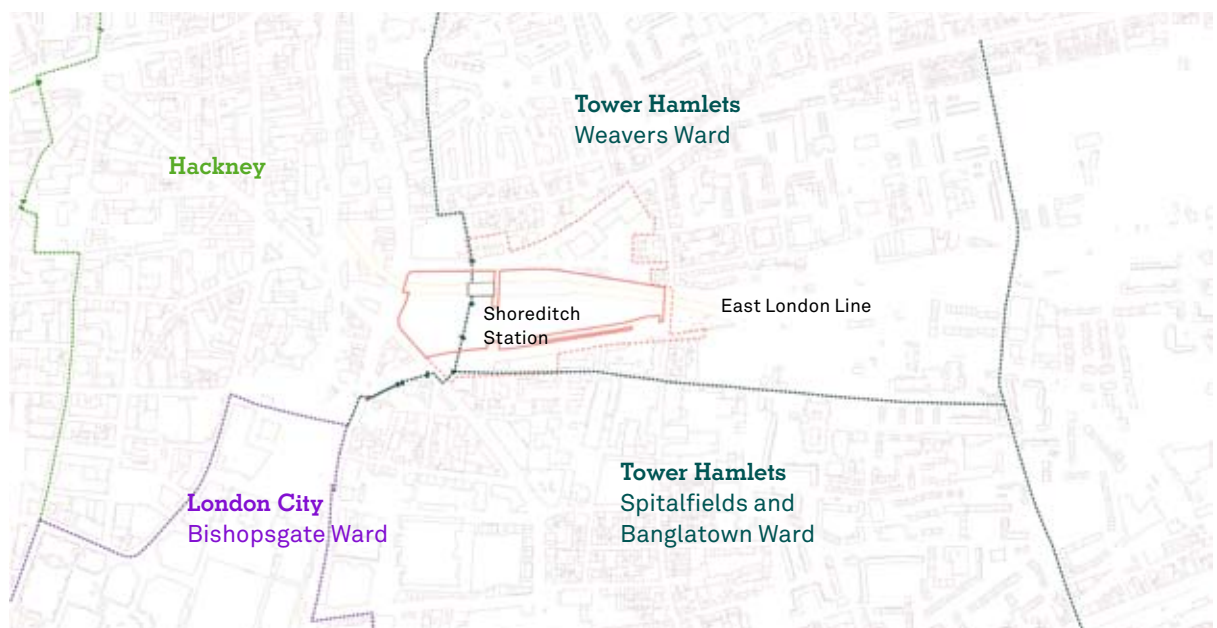 Tower Hamlets
Weavers Ward
Hackney
Shoreditch
Station
East London Line
London City
Bishopsgate Ward
Tower Hamlets
Spitalfields and
Banglatown Ward